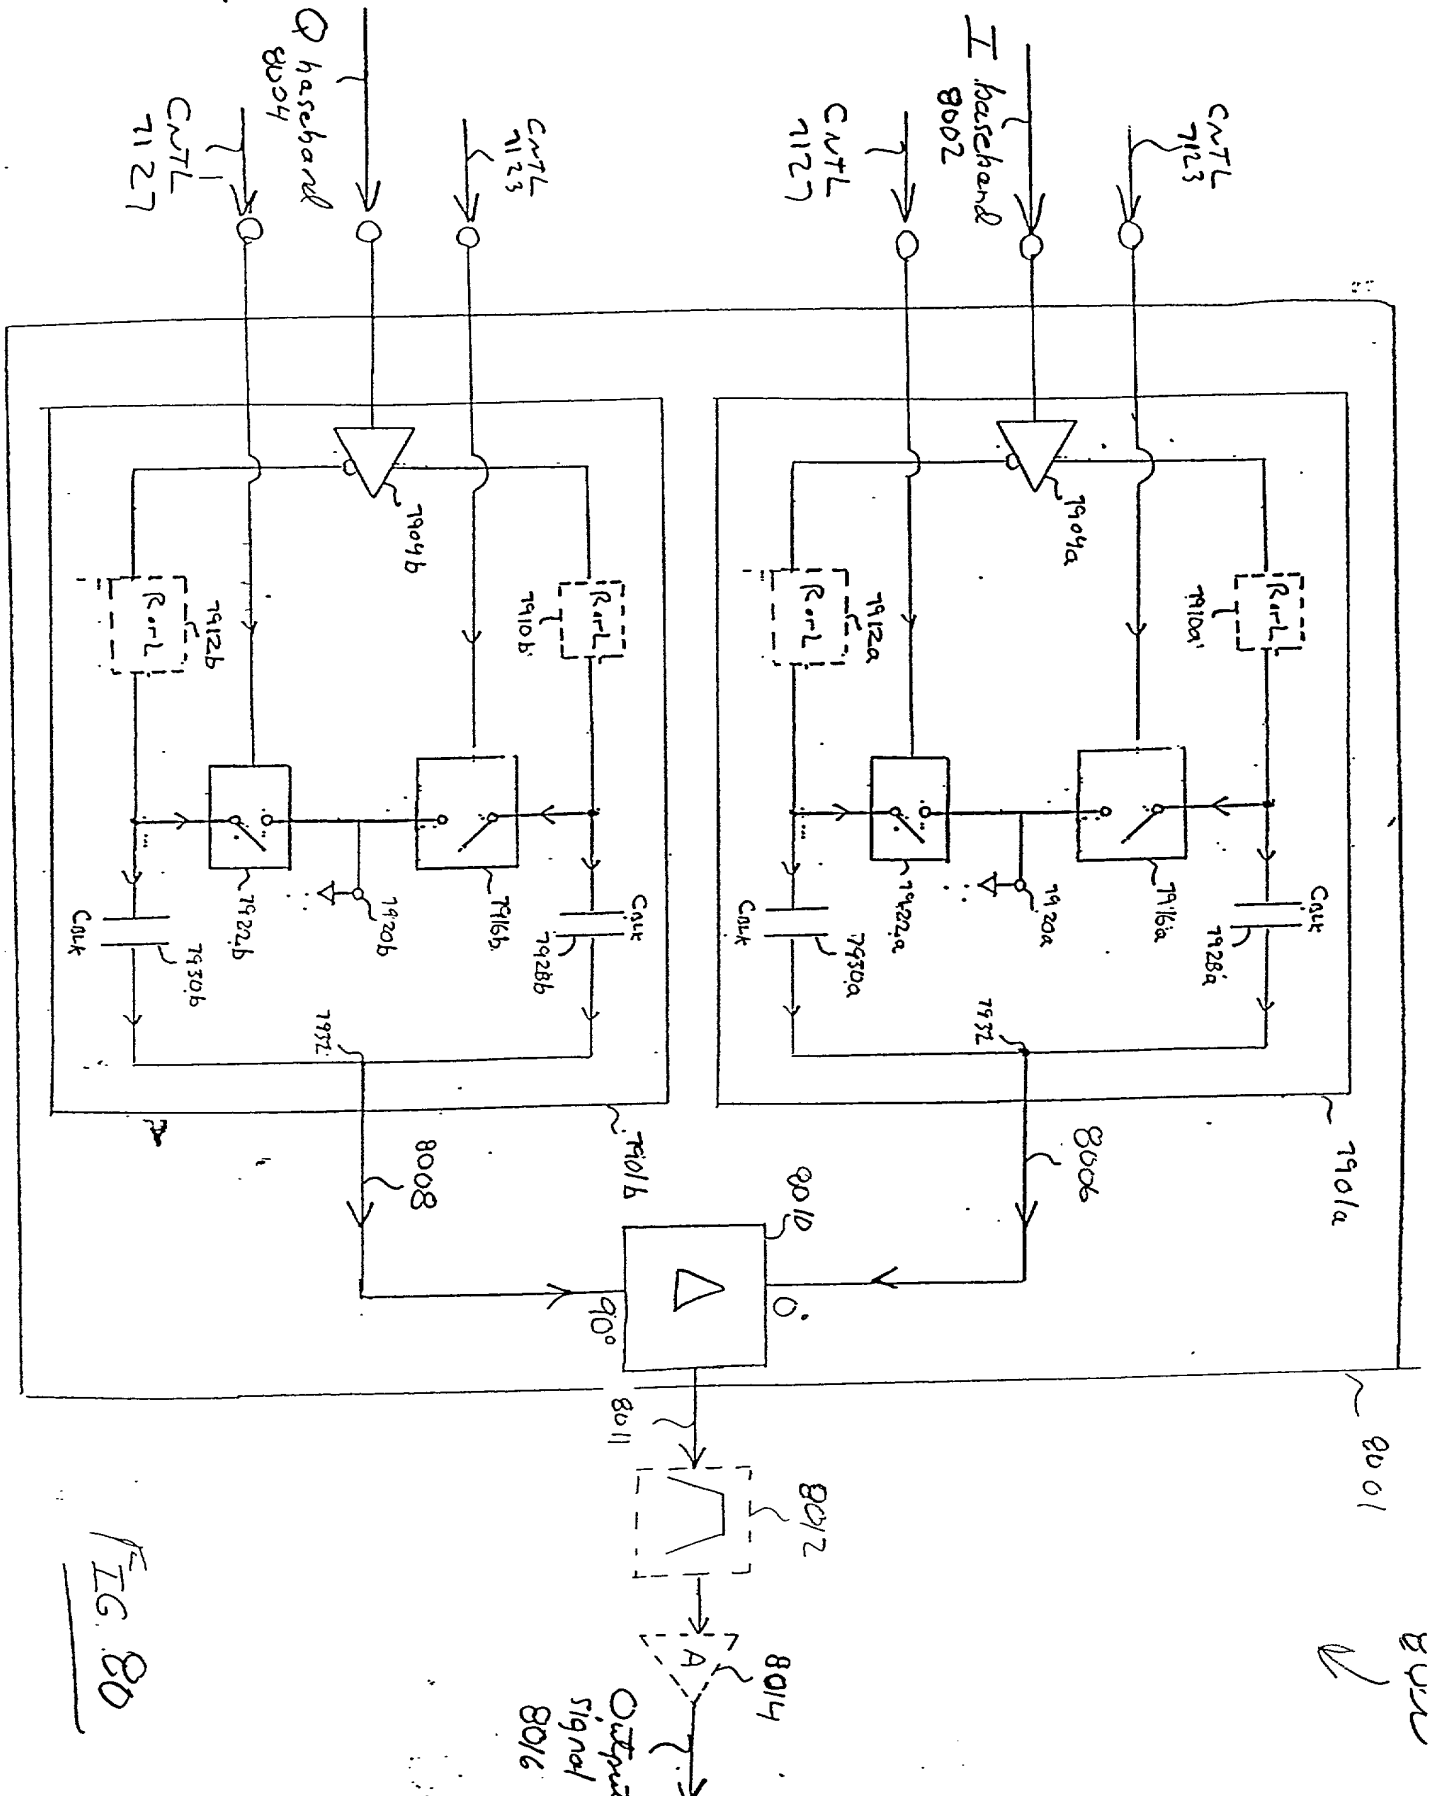 CNTL
7123
I baseband
8002
CNTL
7127
CNTL
7123
Q baseband
8004
CNTL
7127
7904a
R or L
7910a
R or L
7912a
7916a
7920a
7922a
CBLK
7928a
CBLK
7930a
7932
7901a
8006
7904b
R or L
7910b
R or L
7912b
7916b
7920b
7922b
CBLK
7928b
CBLK
7930b
7932
7901b
8008
8010
0°
90°
8011
8001
8012
A
8014
Output
signal
8016
FIG. 80